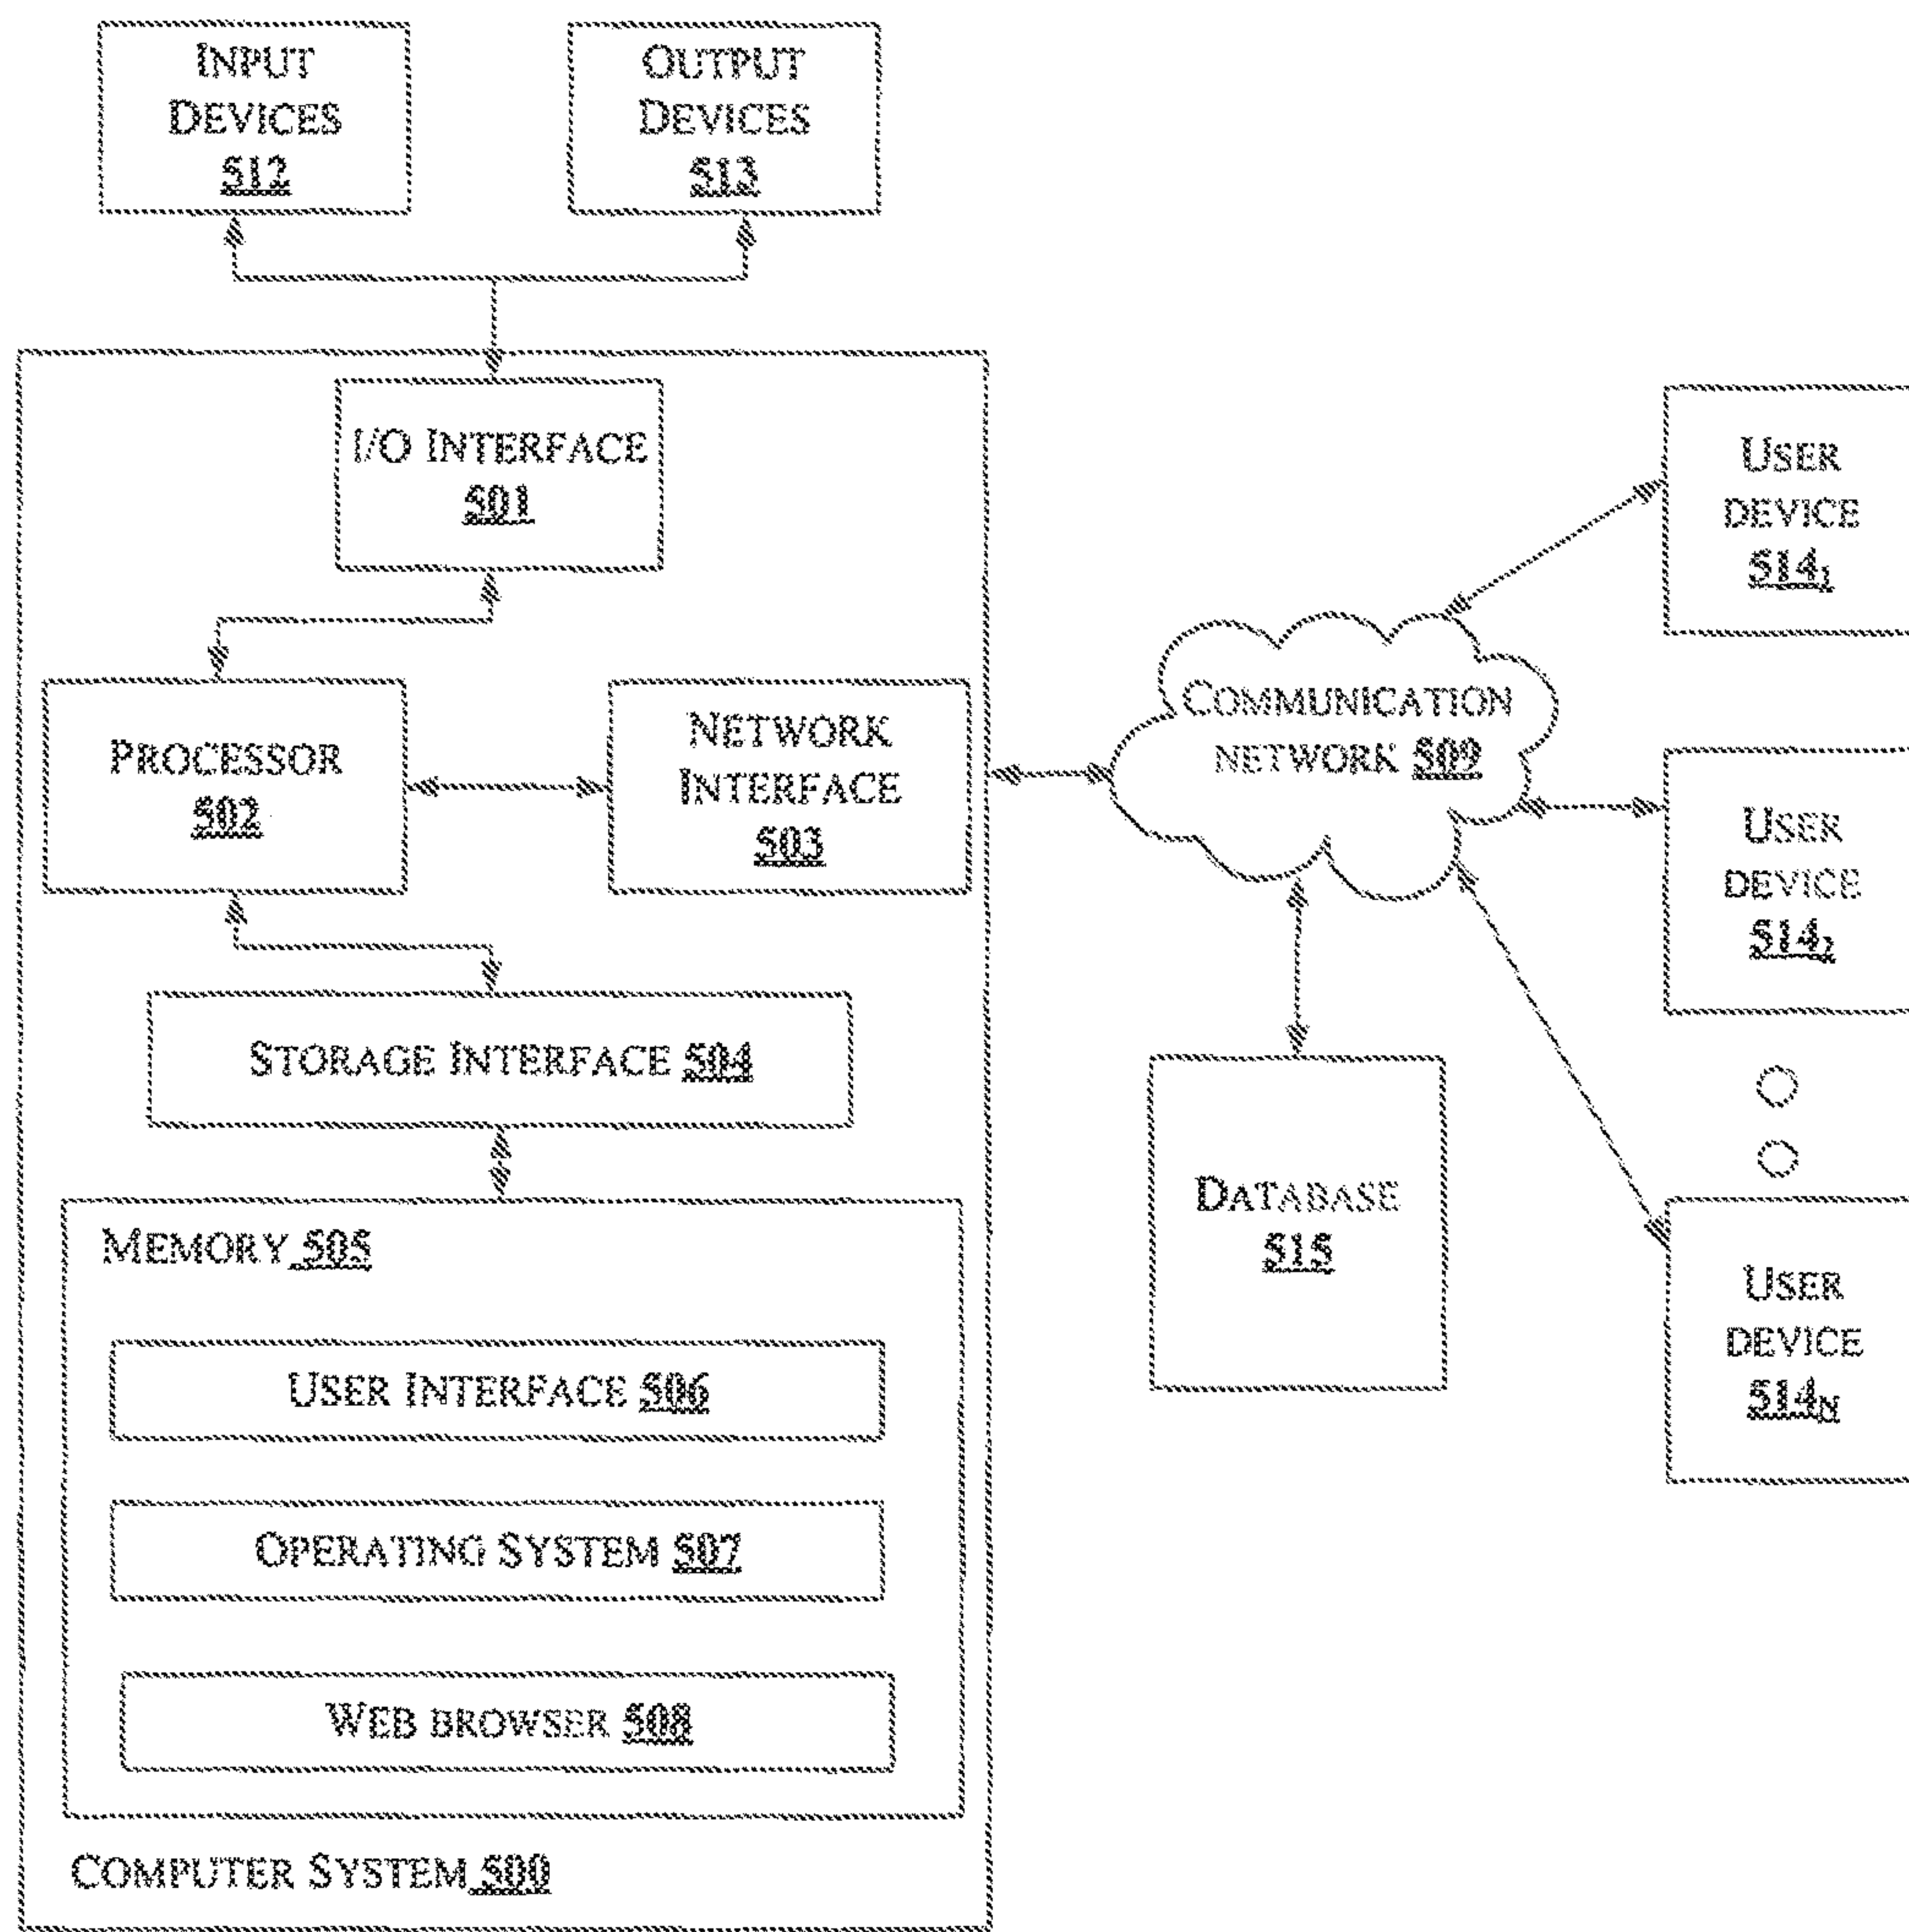 INPUT
DEVICES
512
OUTPUT
DEVICES
513
I/O INTERFACE
501
PROCESSOR
502
NETWORK
INTERFACE
503
STORAGE INTERFACE 504
MEMORY 505
USER INTERFACE 506
OPERATING SYSTEM 507
WEB BROWSER 508
COMPUTER SYSTEM 500
COMMUNICATION
NETWORK 509
DATABASE
515
USER
DEVICE
514₁
USER
DEVICE
514₂
USER
DEVICE
514N